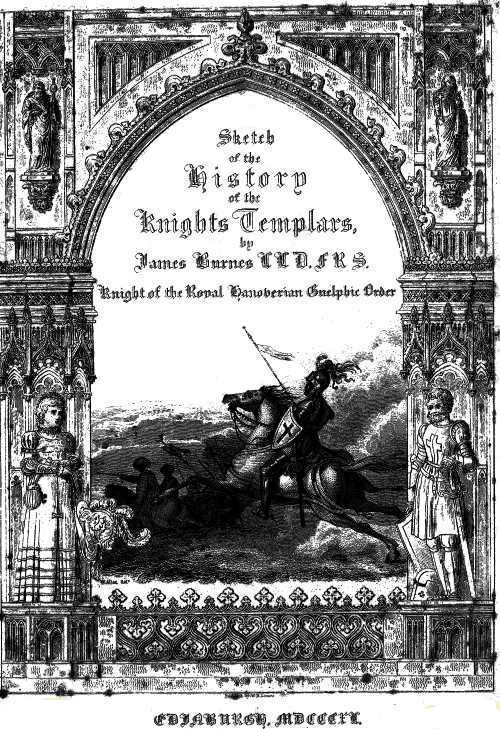 Sketch
of the
History
of the
Knights Templars,
by
James Burnes LLD. F R S.
Knight of the Royal Hanoverian Guelphic Order
EDINBURGH, MDCCCXL.